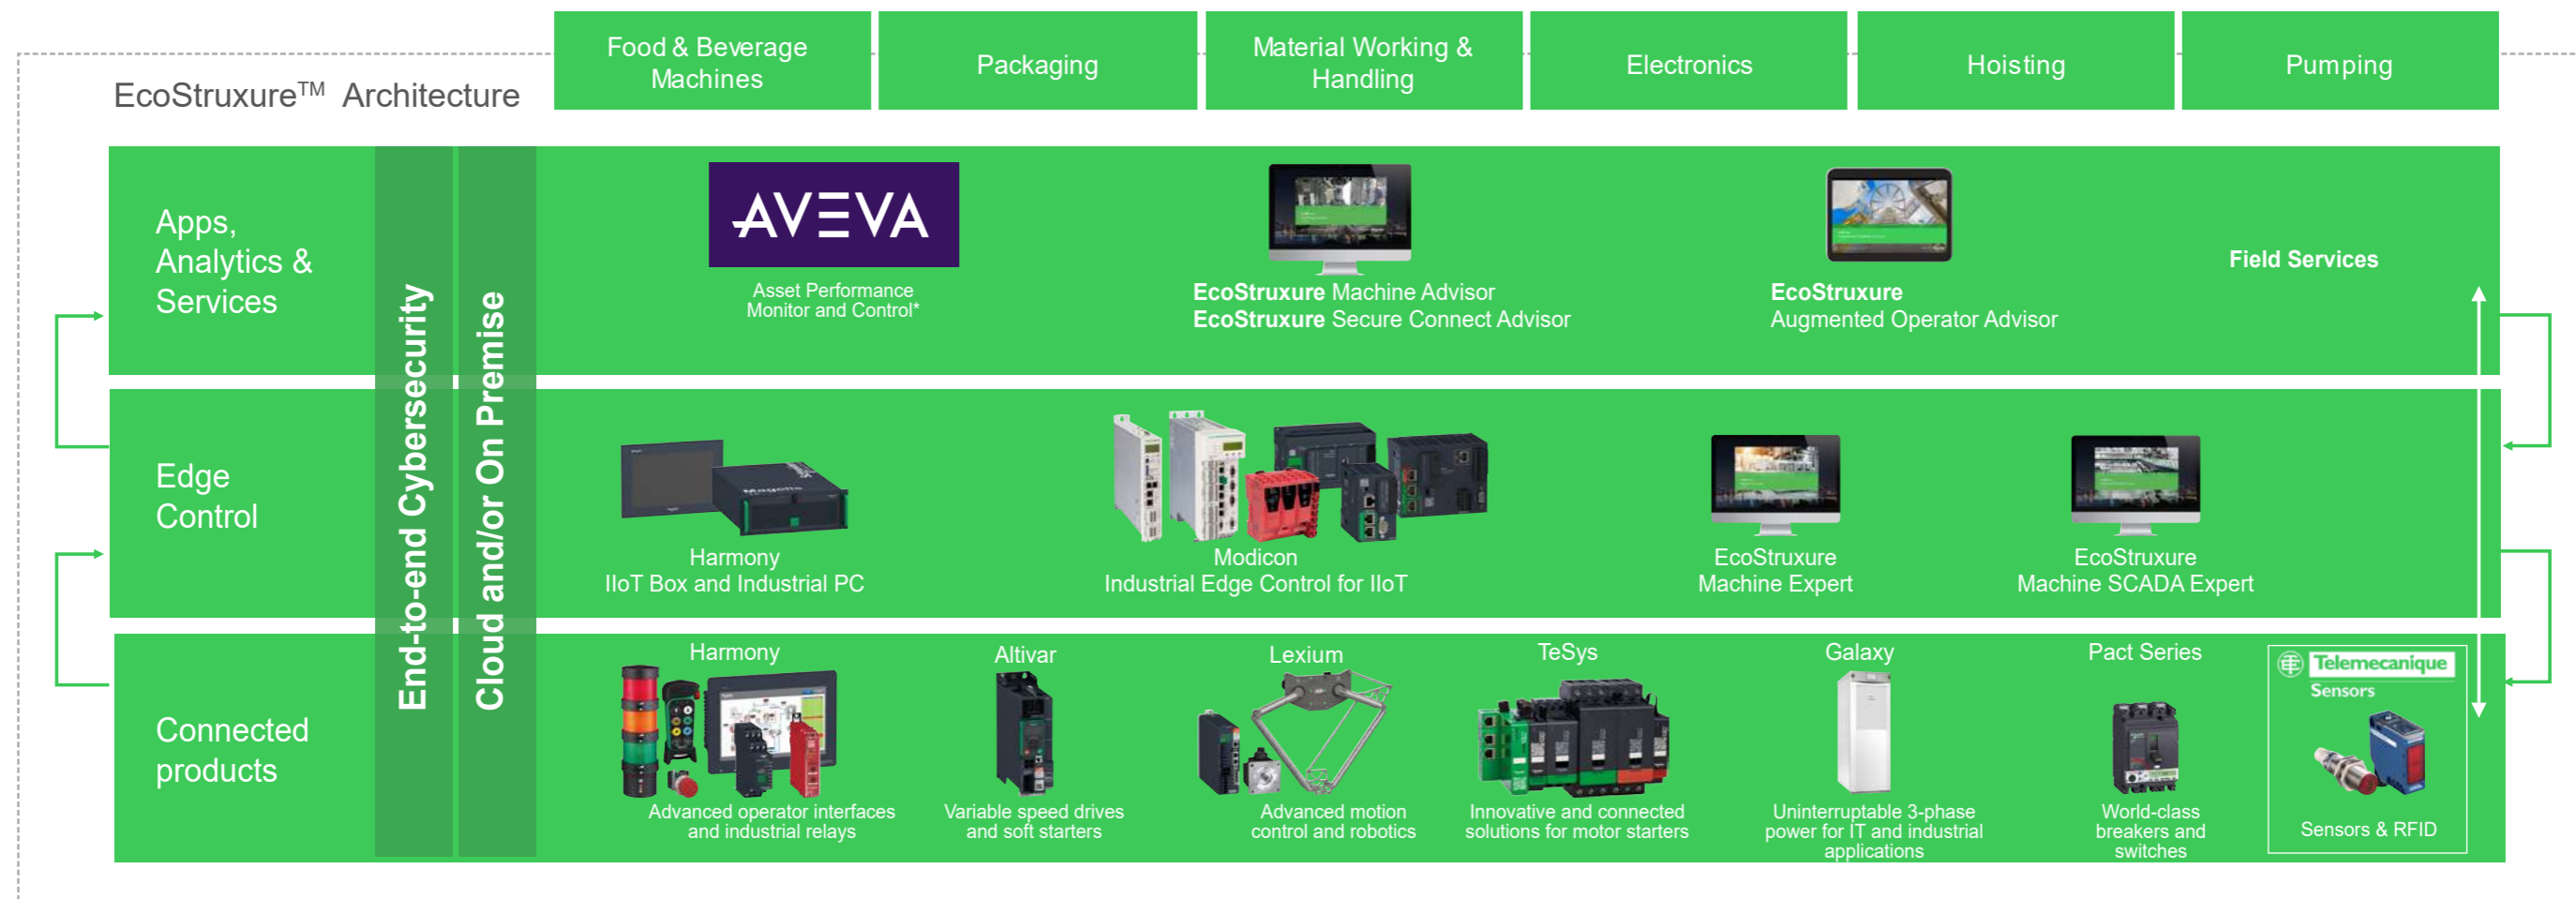 Food & Beverage
Machines
Packaging
Material Working &
Handling
Electronics
Hoisting
Pumping
EcoStruxure™ Architecture
Apps,
Analytics &
Services
End-to-end Cybersecurity
Cloud and/or On Premise
AVEVA
Asset Performance
Monitor and Control*
EcoStruxure Machine Advisor
EcoStruxure Secure Connect Advisor
EcoStruxure
Augmented Operator Advisor
Field Services
Edge
Control
Magelis
Harmony
IIoT Box and Industrial PC
Modicon
Industrial Edge Control for IIoT
EcoStruxure
Machine Expert
EcoStruxure
Machine SCADA Expert
Connected
products
Harmony
Advanced operator interfaces
and industrial relays
Altivar
Variable speed drives
and soft starters
Lexium
Advanced motion
control and robotics
TeSys
Innovative and connected
solutions for motor starters
Galaxy
Uninterruptable 3-phase
power for IT and industrial
applications
Pact Series
World-class
breakers and
switches
Telemecanique
Sensors
Sensors & RFID